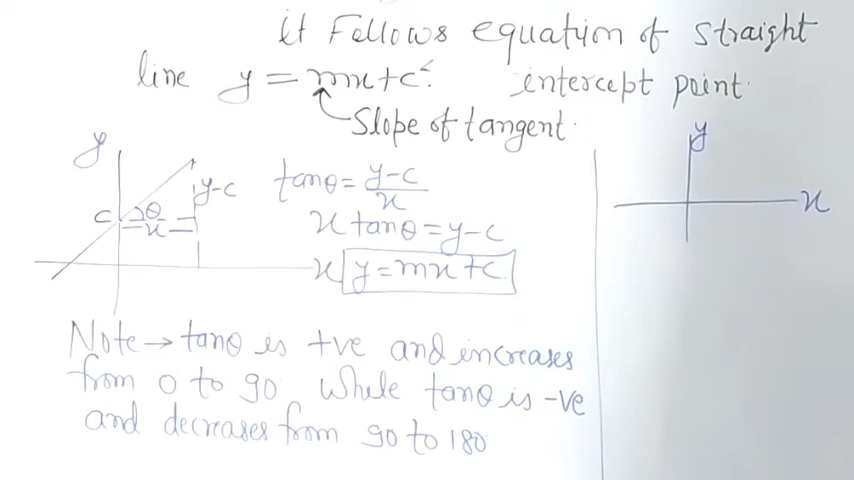 it Follows equation of straight
line y = mx+c. intercept point.
Slope of tangent.
y
c θ x
y-c
tanθ = y-c / x
x tanθ = y-c
y = mx + c.
x
Note → tanθ is +ve and increases
from 0 to 90 While tanθ is -ve
and decreases from 90 to 180
y
x